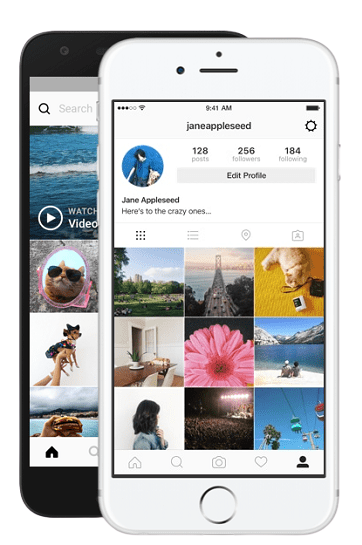 Search
WATCH
Video
9:41 AM
janeappleseed
128
posts
256
followers
184
following
Edit Profile
Jane Appleseed
Here's to the crazy ones...